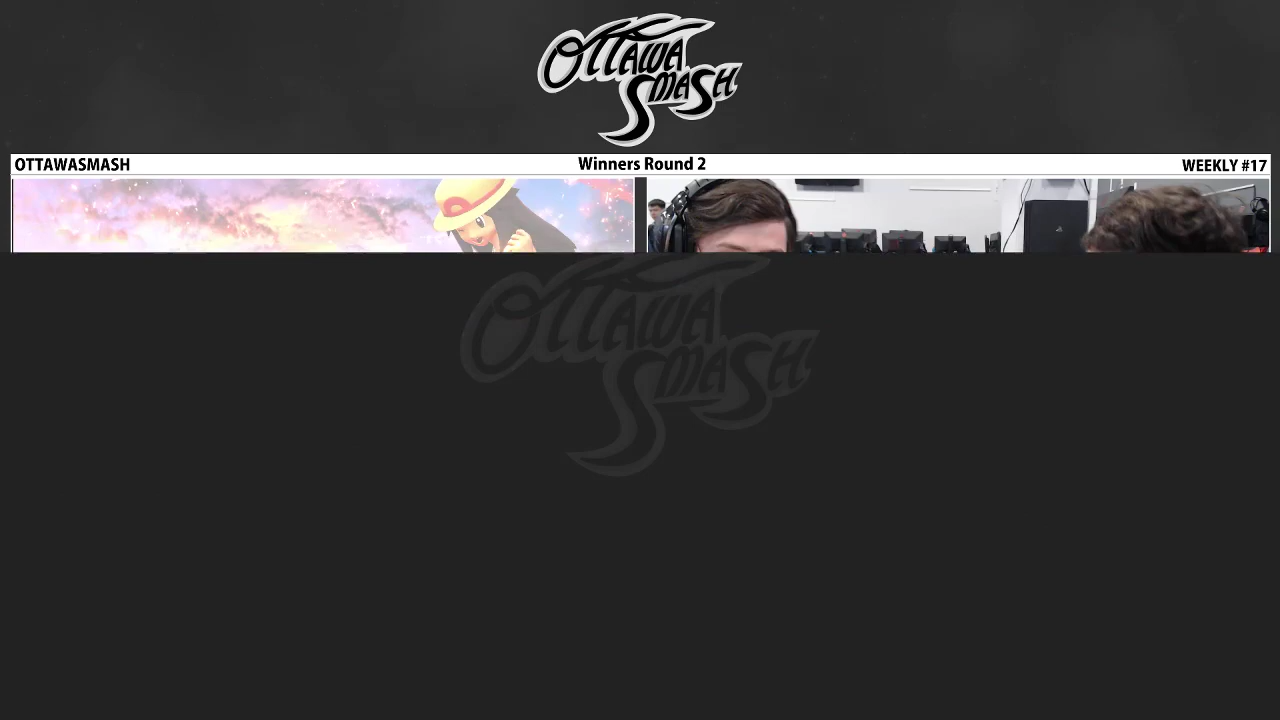 OTTAWA
SMASH
OTTAWASMASH
Winners Round 2
WEEKLY #17
OTTAWA
SMASH